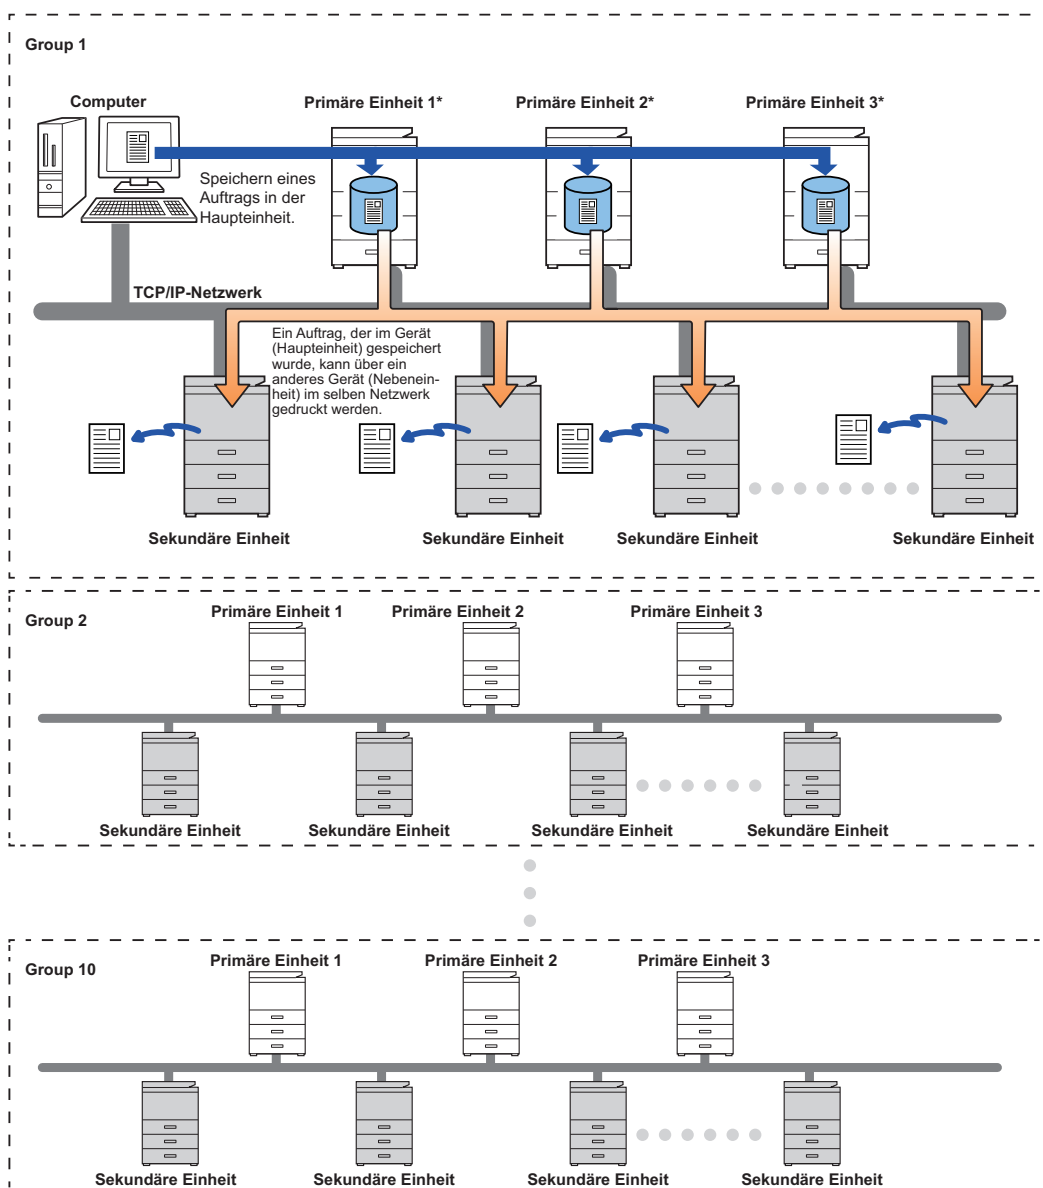 Group 1
Computer
Primäre Einheit 1*
Primäre Einheit 2*
Primäre Einheit 3*
Speichern eines
Auftrags in der
Haupteinheit.
TCP/IP-Netzwerk
Ein Auftrag, der im Gerät
(Haupteinheit) gespeichert
wurde, kann über ein
anderes Gerät (Nebenein-
heit) im selben Netzwerk
gedruckt werden.
Sekundäre Einheit
Sekundäre Einheit
Sekundäre Einheit
Sekundäre Einheit
Group 2
Primäre Einheit 1
Primäre Einheit 2
Primäre Einheit 3
Sekundäre Einheit
Sekundäre Einheit
Sekundäre Einheit
Sekundäre Einheit
Group 10
Primäre Einheit 1
Primäre Einheit 2
Primäre Einheit 3
Sekundäre Einheit
Sekundäre Einheit
Sekundäre Einheit
Sekundäre Einheit